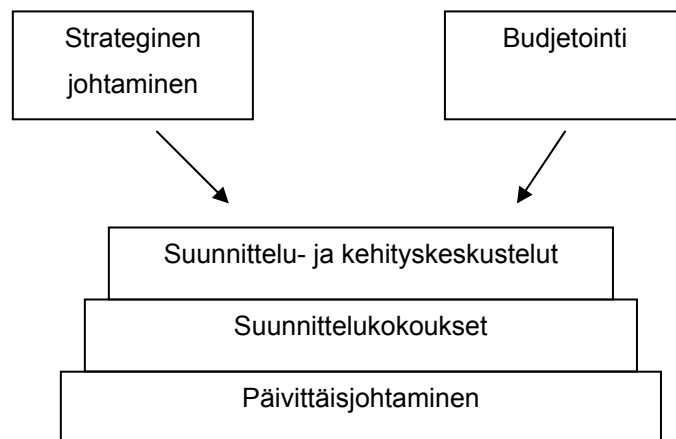 Strateginen
johtaminen
Budjetointi
Suunnittelu- ja kehityskeskustelut
Suunnittelukokoukset
Päivittäisjohtaminen